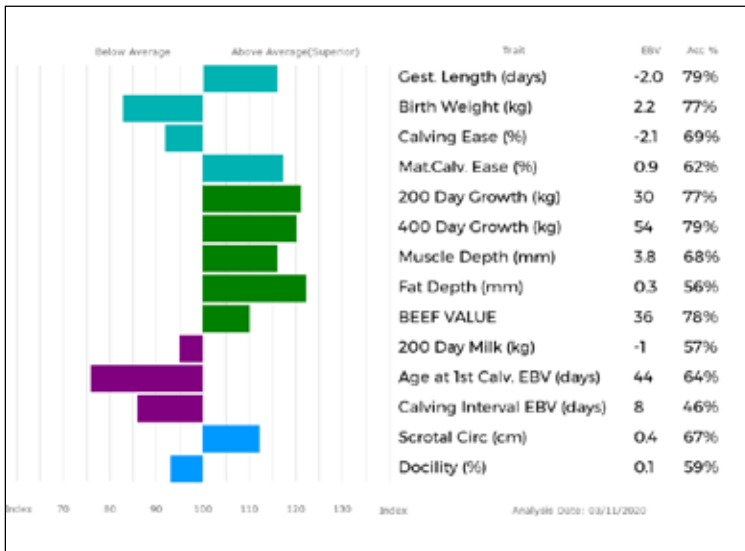 Below Average Above Average(Superior) Trait EBV Acc %
Gest. Length (days) -2.0 79%
Birth Weight (kg) 2.2 77%
Calving Ease (%) -2.1 69%
Mat.Calv. Ease (%) 0.9 62%
200 Day Growth (kg) 30 77%
400 Day Growth (kg) 54 79%
Muscle Depth (mm) 3.8 68%
Fat Depth (mm) 0.3 56%
BEEF VALUE 36 78%
200 Day Milk (kg) -1 57%
Age at 1st Calv. EBV (days) 44 64%
Calving Interval EBV (days) 8 46%
Scrotal Circ (cm) 0.4 67%
Docility (%) 0.1 59%
Index 70 80 90 100 110 120 130 Index Analysis Date: 03/11/2020